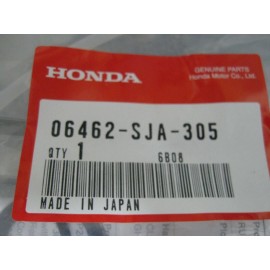 HONDA
GENUINE PARTS
Honda Motor Co., Ltd.
06462-SJA-305
QTY 1 6B08
MADE IN JAPAN